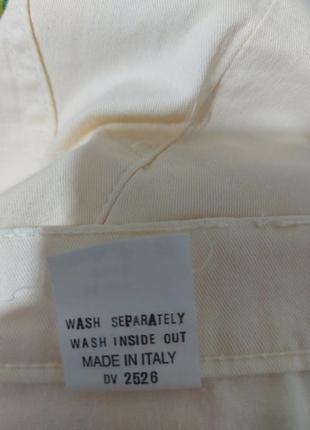 WASH SEPARATELY
WASH INSIDE OUT
MADE IN ITALY
DV 2526